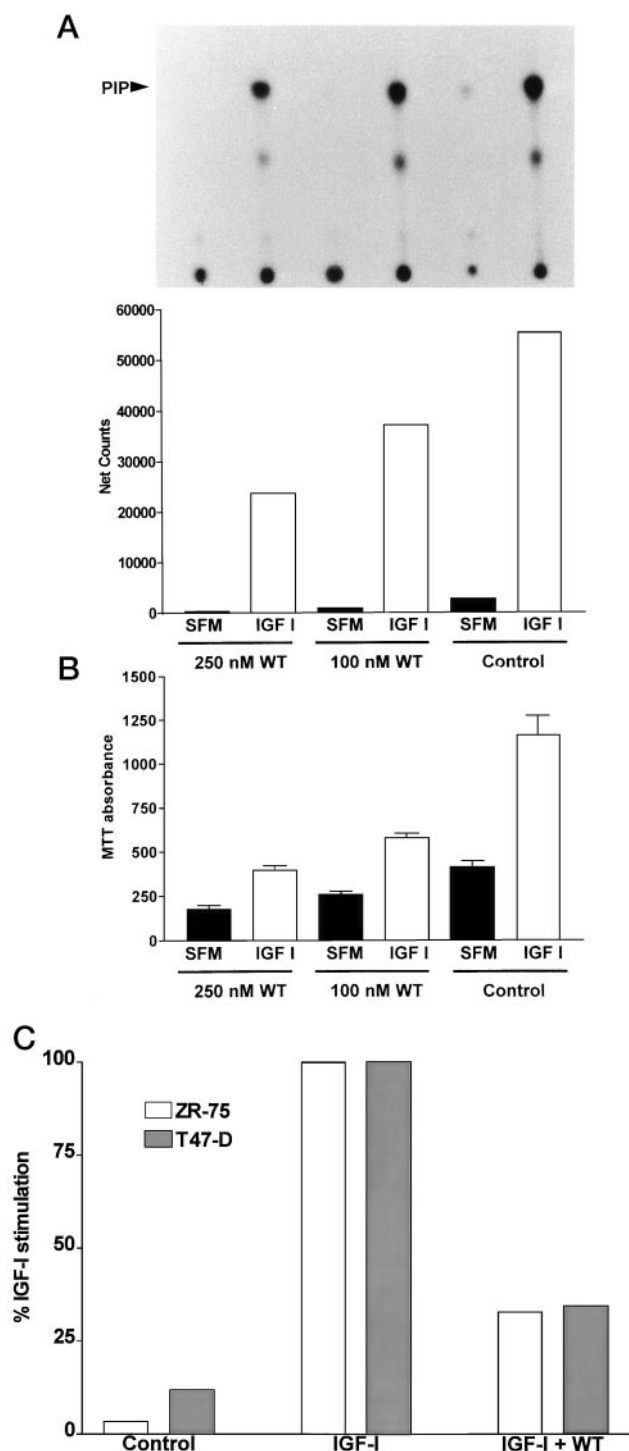 A
PIP
60000
50000
40000
30000
20000
10000
0
Net Counts
SFM IGF I SFM IGF I SFM IGF I
250 nM WT 100 nM WT Control
B
1500
1250
1000
750
500
250
0
MTT absorbance
SFM IGF I SFM IGF I SFM IGF I
250 nM WT 100 nM WT Control
C
100
75
50
25
0
% IGF-I stimulation
ZR-75
T47-D
Control IGF-I IGF-I + WT